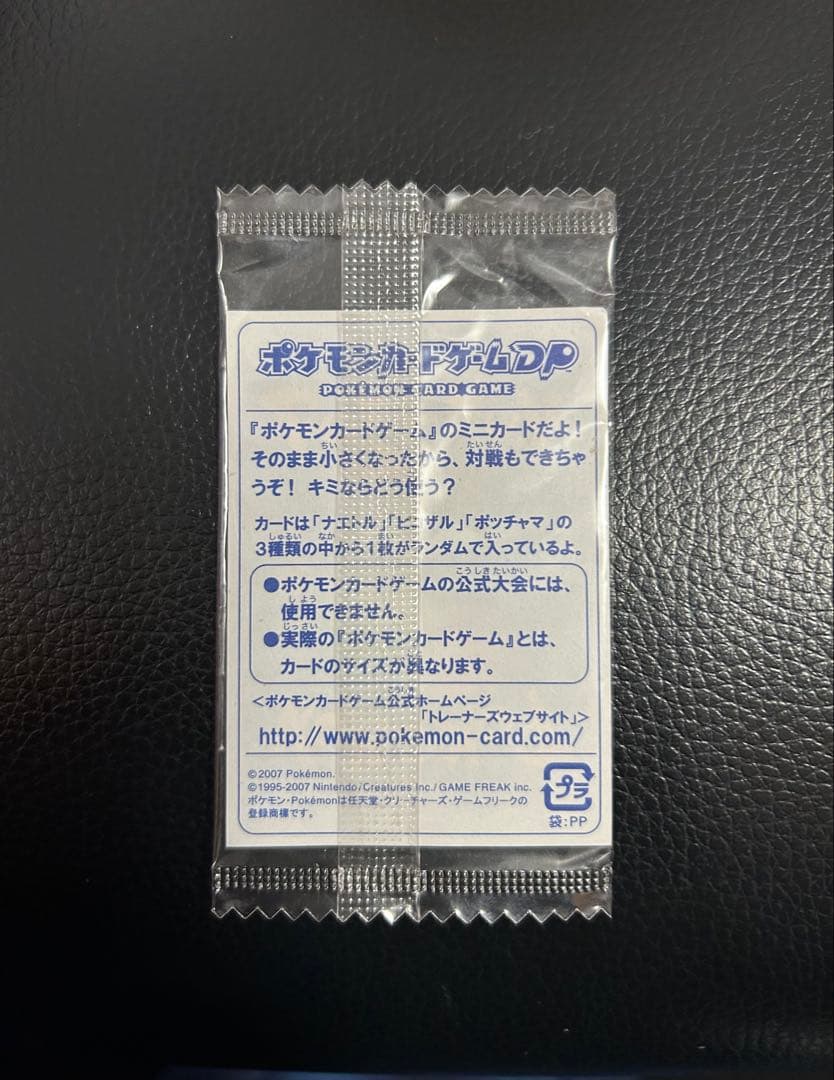 ポケモンカードゲームDP
POKÉMON CARD GAME
『ポケモンカードゲーム』のミニカードだよ!
そのまま小さくなったから、対戦もできちゃ
うぞ! キミならどう使う?
カードは「ナエトル」「ヒコザル」「ポッチャマ」の
3種類の中から1枚がランダムで入っているよ。
●ポケモンカードゲームの公式大会には、
使用できません。
●実際の『ポケモンカードゲーム』とは、
カードのサイズが異なります。
<ポケモンカードゲーム公式ホームページ
「トレーナーズウェブサイト」>
http://www.pokemon-card.com/
©2007 Pokémon.
©1995-2007 Nintendo/Creatures Inc./GAME FREAK inc.
ポケモン・Pokémonは任天堂・クリーチャーズ・ゲームフリークの
登録商標です。
プラ
袋:PP